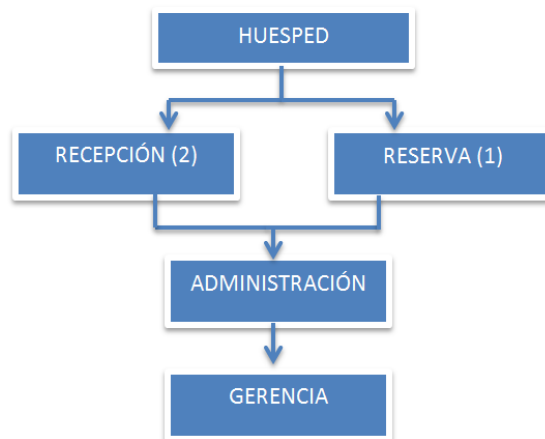 HUESPED
RECEPCIÓN (2)
RESERVA (1)
ADMINISTRACIÓN
GERENCIA